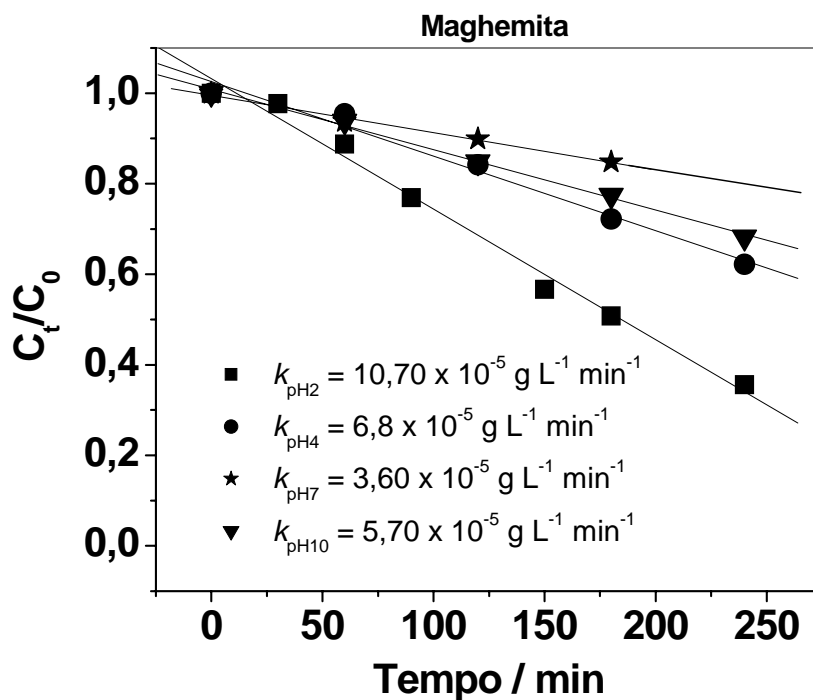 Maghemita
1,0
0,8
0,6
0,4
0,2
0,0
C_t/C_0
k_pH2 = 10,70 x 10^-5 g L^-1 min^-1
k_pH4 = 6,8 x 10^-5 g L^-1 min^-1
k_pH7 = 3,60 x 10^-5 g L^-1 min^-1
k_pH10 = 5,70 x 10^-5 g L^-1 min^-1
0 50 100 150 200 250
Tempo / min